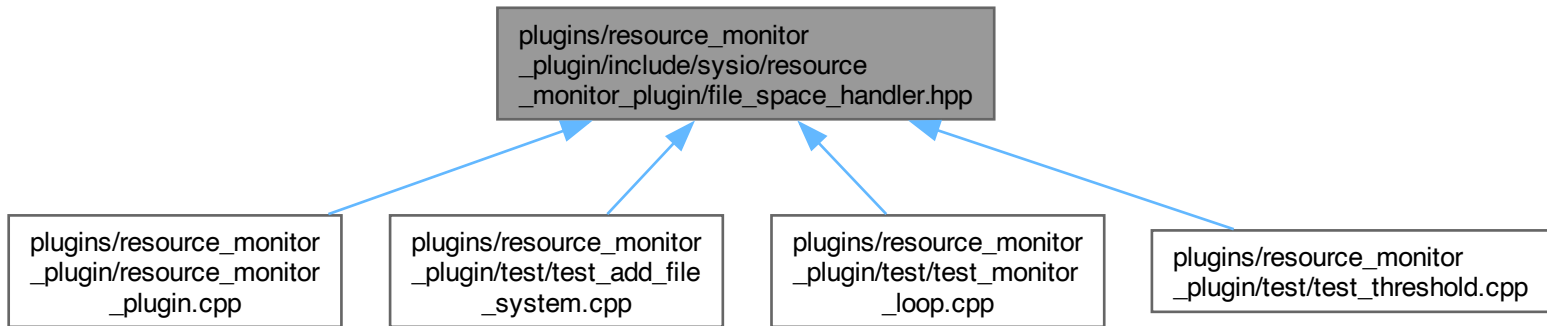 plugins/resource_monitor
_plugin/include/sysio/resource
_monitor_plugin/file_space_handler.hpp
plugins/resource_monitor
_plugin/resource_monitor
_plugin.cpp
plugins/resource_monitor
_plugin/test/test_add_file
_system.cpp
plugins/resource_monitor
_plugin/test/test_monitor
_loop.cpp
plugins/resource_monitor
_plugin/test/test_threshold.cpp